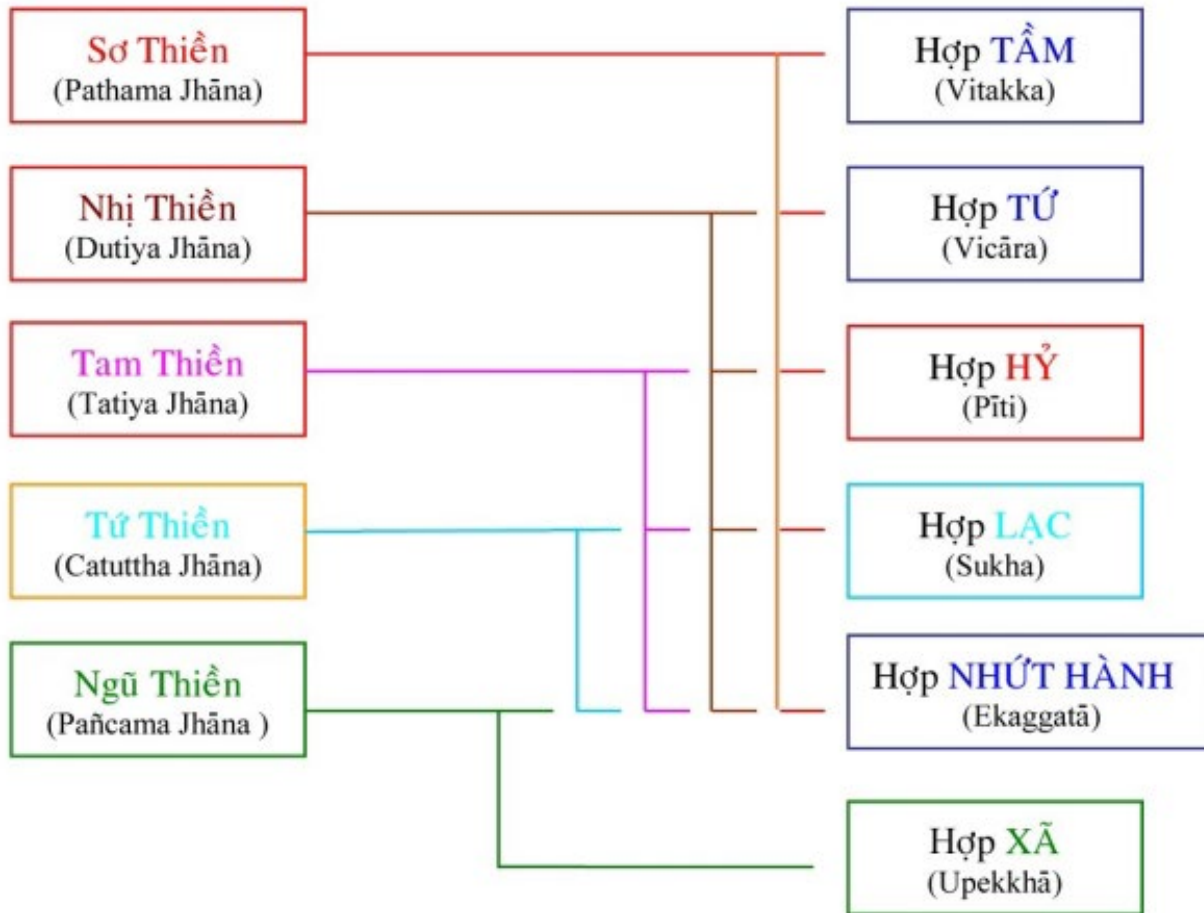 Sơ Thiền
(Pathama Jhāna)
Hợp TẦM
(Vitakka)
Nhị Thiền
(Dutiya Jhāna)
Hợp TỨ
(Vicāra)
Tam Thiền
(Tatiya Jhāna)
Hợp HỶ
(Pīti)
Tứ Thiền
(Catuttha Jhāna)
Hợp LẠC
(Sukha)
Ngũ Thiền
(Pañcama Jhāna )
Hợp NHỨT HÀNH
(Ekaggatā)
Hợp XÃ
(Upekkhā)